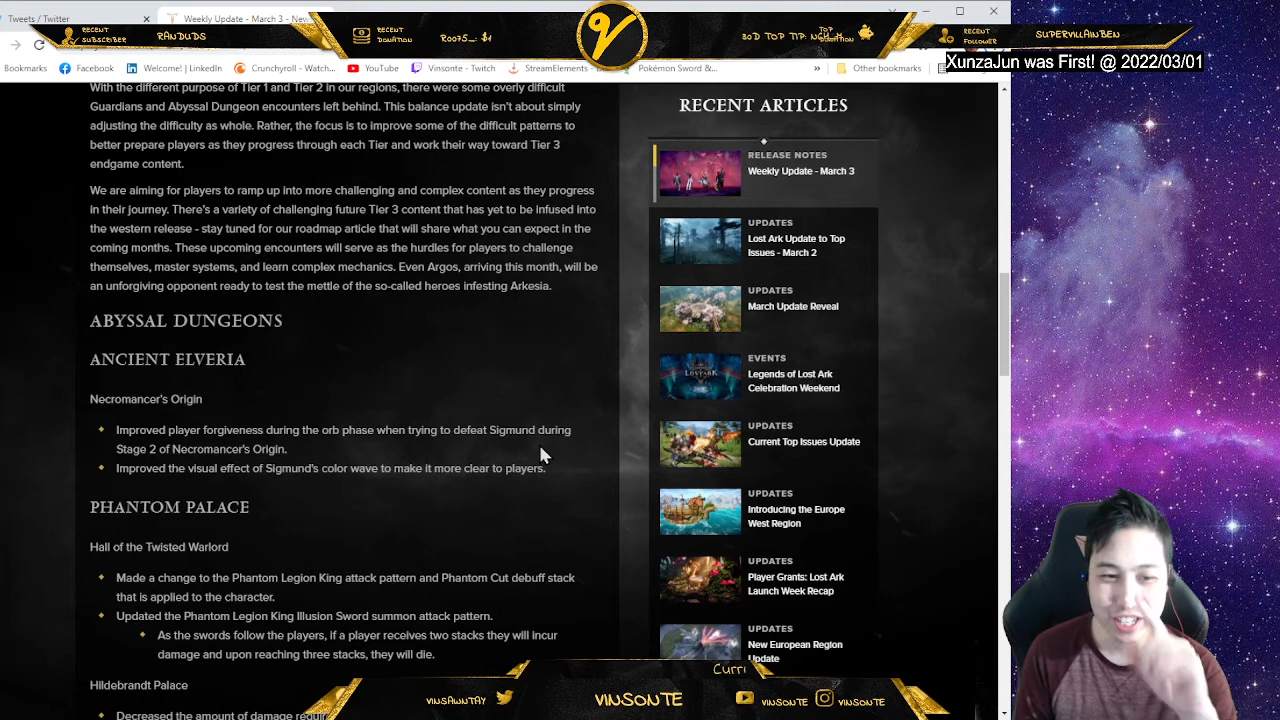 Tweets / Twitter
Weekly Update - March 3 - New
RECENT SUBSCRIBER
RANDUDS
RECENT DONATION
R0075_: $1
30D TOP TIP:
RECENT FOLLOWER
SUPERVILLAINBEN
XunzaJun was First! @ 2022/03/01
Bookmarks
Facebook
Welcome! | LinkedIn
Crunchyroll - Watch...
YouTube
Vinsonte - Twitch
StreamElements -
Pokémon Sword &...
»
Other bookmarks
With the different purpose of Tier 1 and Tier 2 in our regions, there were some overly difficult
Guardians and Abyssal Dungeon encounters left behind. This balance update isn't about simply
adjusting the difficulty as whole. Rather, the focus is to improve some of the difficult patterns to
better prepare players as they progress through each Tier and work their way toward Tier 3
endgame content.
We are aiming for players to ramp up into more challenging and complex content as they progress
in their journey. There's a variety of challenging future Tier 3 content that has yet to be infused into
the western release - stay tuned for our roadmap article that will share what you can expect in the
coming months. These upcoming encounters will serve as the hurdles for players to challenge
themselves, master systems, and learn complex mechanics. Even Argos, arriving this month, will be
an unforgiving opponent ready to test the mettle of the so-called heroes infesting Arkesia.
ABYSSAL DUNGEONS
ANCIENT ELVERIA
Necromancer's Origin
Improved player forgiveness during the orb phase when trying to defeat Sigmund during
Stage 2 of Necromancer's Origin.
Improved the visual effect of Sigmund's color wave to make it more clear to players.
PHANTOM PALACE
Hall of the Twisted Warlord
Made a change to the Phantom Legion King attack pattern and Phantom Cut debuff stack
that is applied to the character.
Updated the Phantom Legion King Illusion Sword summon attack pattern.
As the swords follow the players, if a player receives two stacks they will incur
damage and upon reaching three stacks, they will die.
Hildebrandt Palace
Decreased the amount of damage
RECENT ARTICLES
RELEASE NOTES
Weekly Update - March 3
UPDATES
Lost Ark Update to Top
Issues - March 2
UPDATES
March Update Reveal
EVENTS
Legends of Lost Ark
Celebration Weekend
UPDATES
Current Top Issues Update
UPDATES
Introducing the Europe
West Region
UPDATES
Player Grants: Lost Ark
Launch Week Recap
UPDATES
New European Region
Update
Curri
VINSAWNTAY
VINSONTE
VINSONTE
VINSONTE